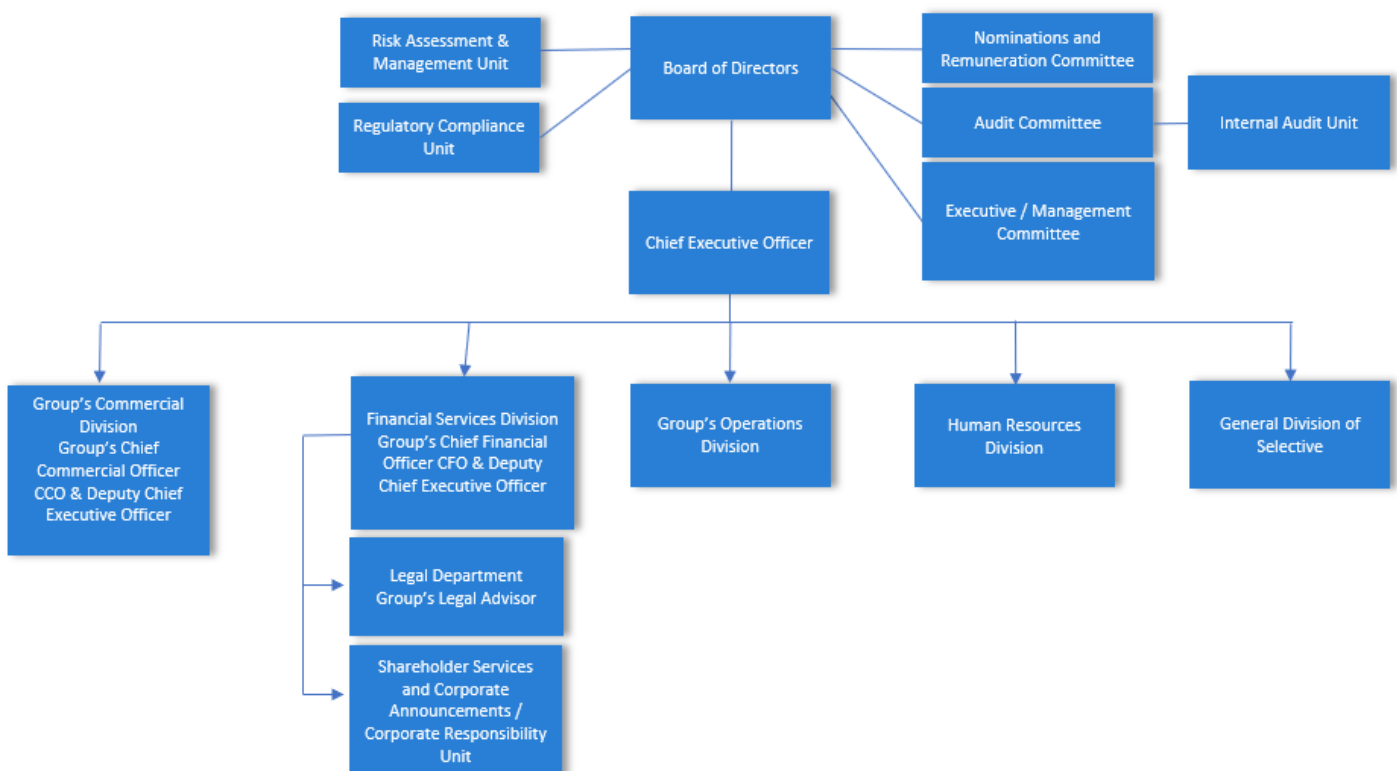 Risk Assessment &
Management Unit
Board of Directors
Nominations and
Remuneration Committee
Regulatory Compliance
Unit
Audit Committee
Internal Audit Unit
Chief Executive Officer
Executive / Management
Committee
Group's Commercial
Division
Group's Chief
Commercial Officer
CCO & Deputy Chief
Executive Officer
Financial Services Division
Group's Chief Financial
Officer CFO & Deputy
Chief Executive Officer
Group's Operations
Division
Human Resources
Division
General Division of
Selective
Legal Department
Group's Legal Advisor
Shareholder Services
and Corporate
Announcements /
Corporate Responsibility
Unit